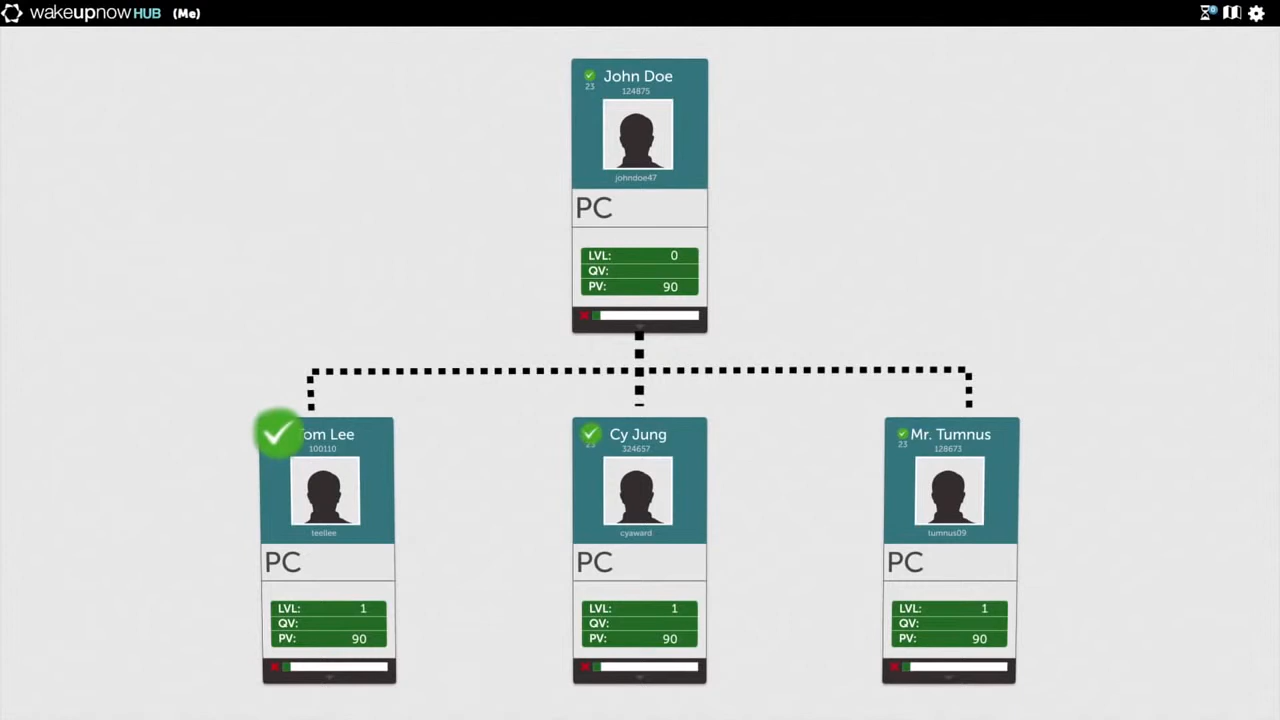 wakeupnow HUB (Me)
John Doe
23
124875
johndoe47
PC
LVL: 0
QV:
PV: 90
Tom Lee
100110
teellee
PC
LVL: 1
QV:
PV: 90
Cy Jung
23
324657
cyaward
PC
LVL: 1
QV:
PV: 90
Mr. Tumnus
23
128673
tumnus09
PC
LVL: 1
QV:
PV: 90